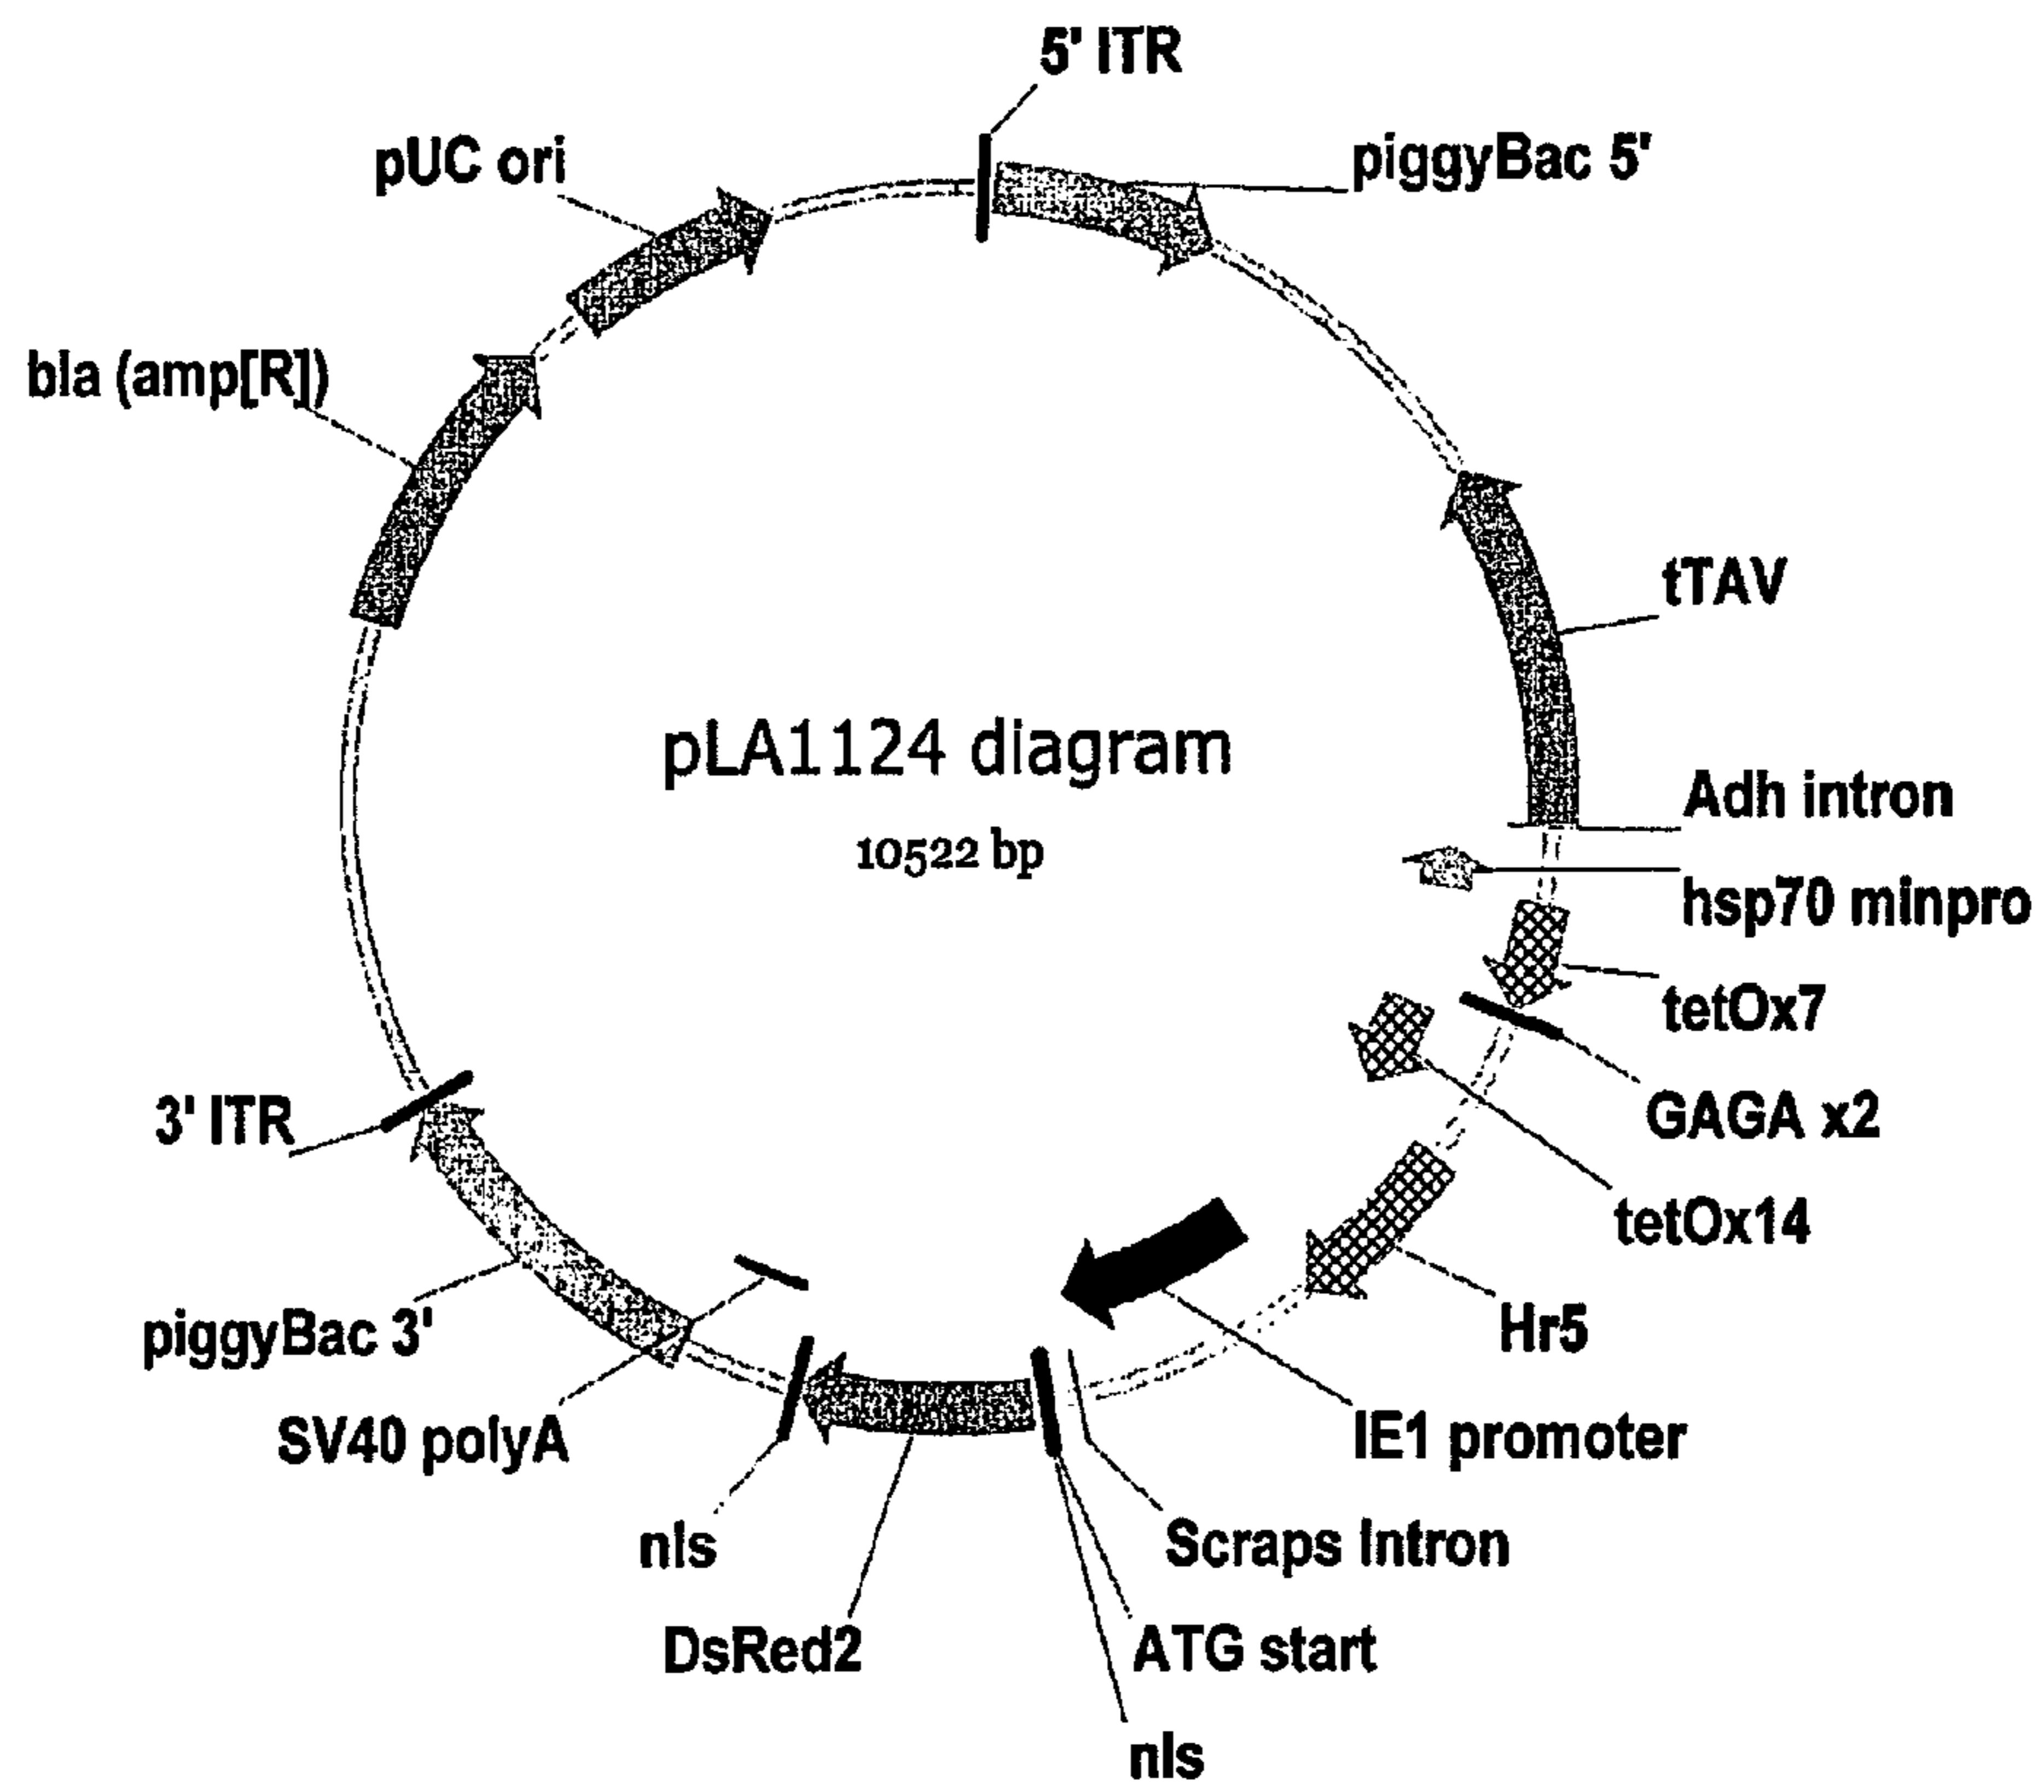 5' ITR
pUC ori
piggyBac 5'
bla (amp[R])
tTAV
pLA1124 diagram
10522 bp
Adh intron
hsp70 minpro
tetOx7
GAGA x2
3' ITR
tetOx14
piggyBac 3'
Hr5
SV40 polyA
IE1 promoter
nls
Scraps Intron
DsRed2
ATG start
nls